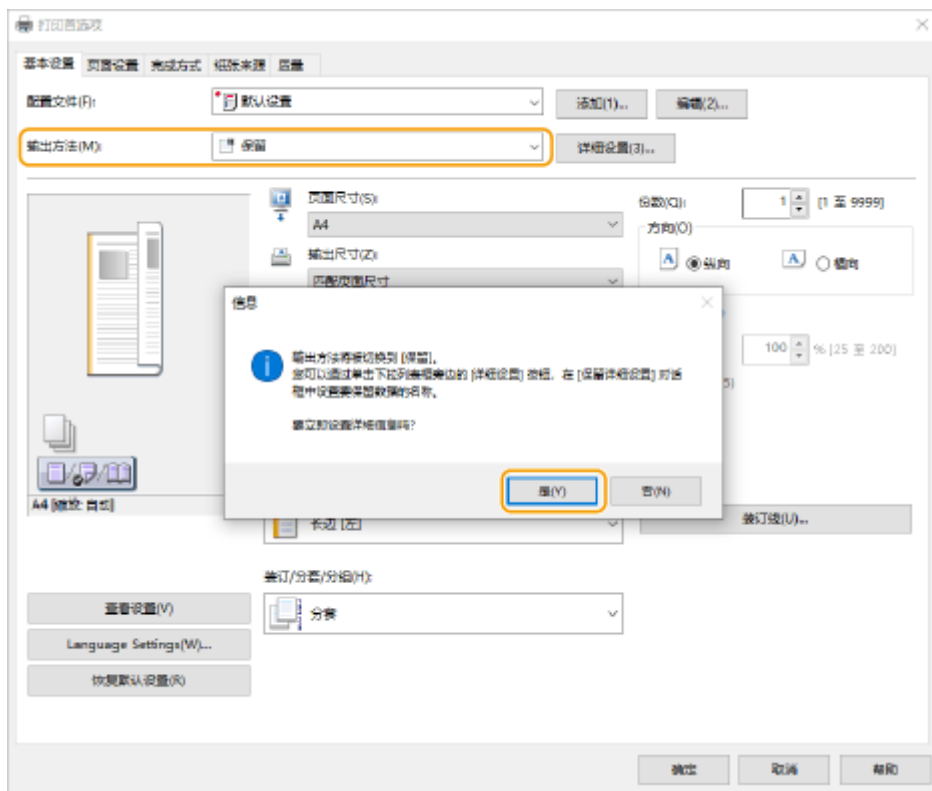 打印首选项
基本设置 页面设置 完成方式 纸张来源 质量
配置文件(F): 默认设置 添加(1)... 编辑(2)...
输出方法(M): 保留 详细设置(3)...
页面尺寸(S):
A4
输出尺寸(Z):
匹配页面尺寸
份数(Q): 1 [1 至 9999]
方向(O)
A 纵向 A 横向
100 % [25 至 200]
信息
输出方法将被切换到 [保留]。
您可以通过单击下拉列表框旁边的 [详细设置] 按钮，在 [保留详细设置] 对话
框中设置要保留数据的名称。
要立即设置详细信息吗?
是(Y) 否(N)
A4 [缩放: 自动]
长边 [左]
装订线(U)...
装订/分套/分组(H):
分套
查看设置(V)
Language Settings(W)...
恢复默认设置(R)
确定 取消 帮助